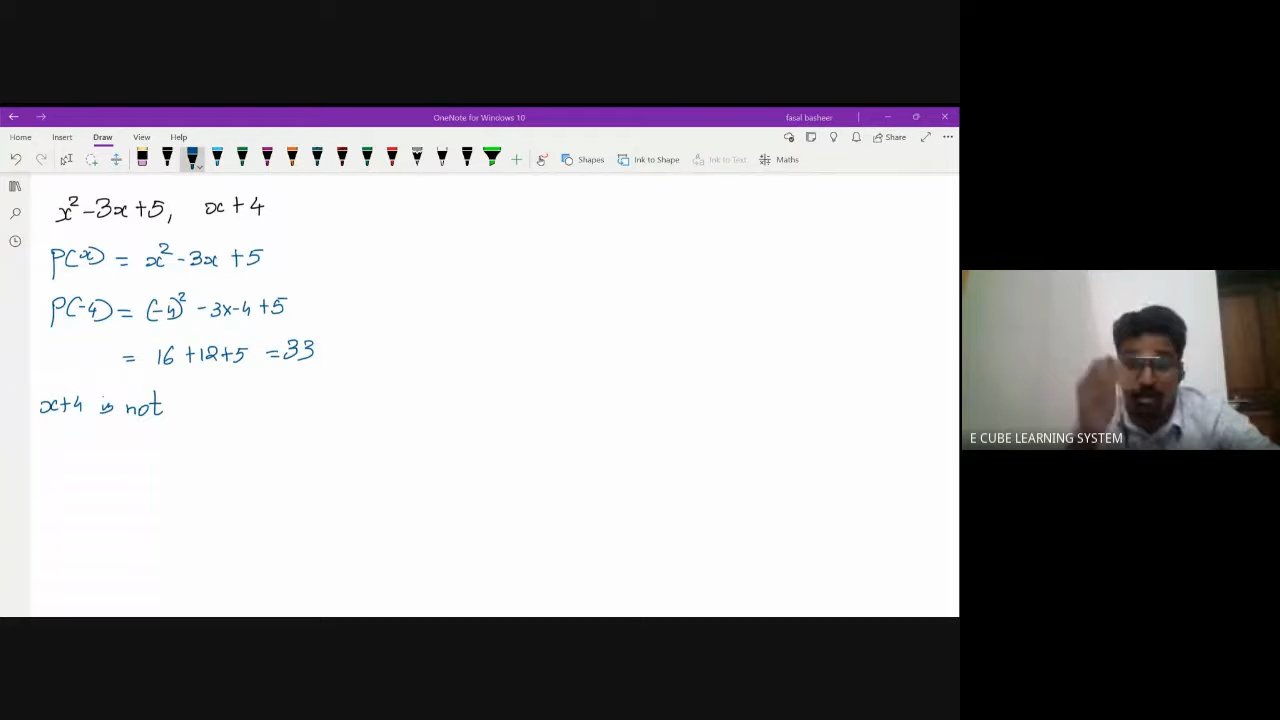 OneNote for Windows 10
fasal basheer
Home Insert Draw View Help
Share
Shapes Ink to Shape Ink to Text Maths
x² - 3x + 5, x + 4
P(x) = x² - 3x + 5
P(-4) = (-4)² - 3x-4 + 5
= 16 + 12 + 5 = 33
x+4 is not
E CUBE LEARNING SYSTEM